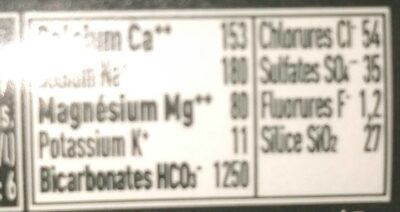 Calcium Ca⁺⁺ 153
Sodium Na⁺ 180
Magnésium Mg⁺⁺ 80
Potassium K⁺ 11
Bicarbonates HCO₃⁻ 1250
Chlorures Cl⁻ 54
Sulfates SO₄⁻⁻ 35
Fluorures F⁻ 1,2
Silice SiO₂ 27